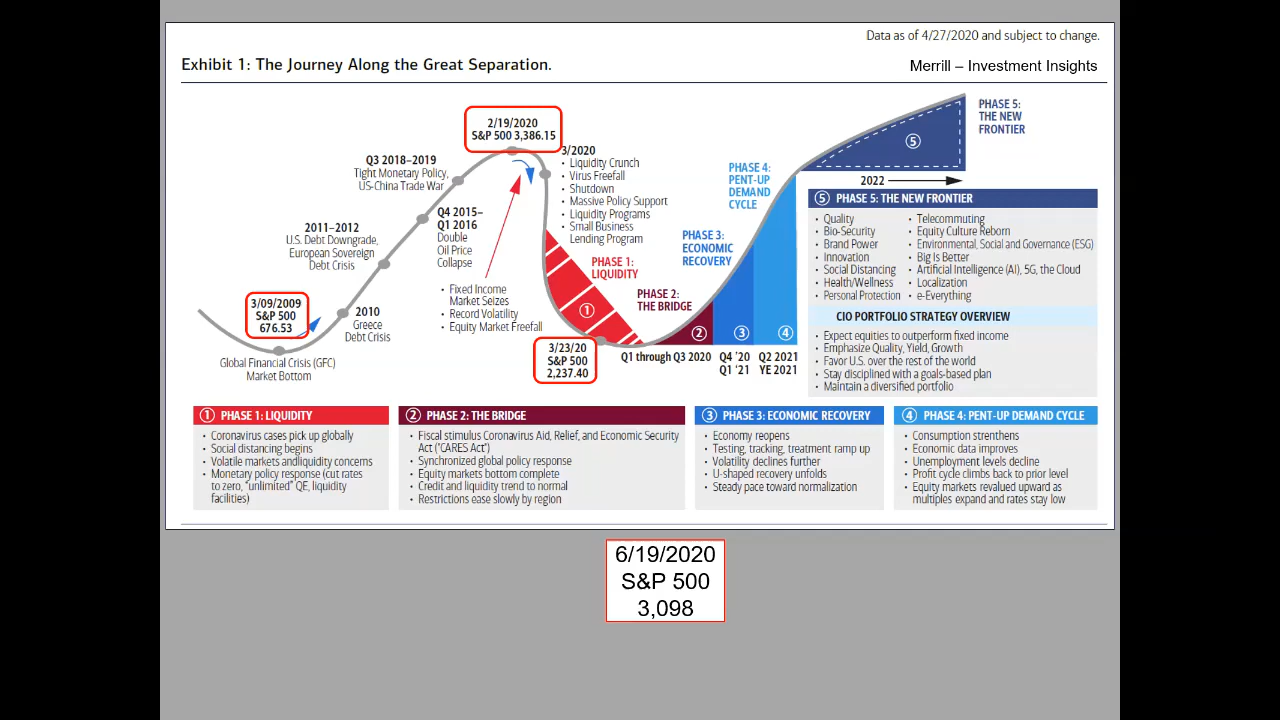 Data as of 4/27/2020 and subject to change.
Exhibit 1: The Journey Along the Great Separation.
Merrill – Investment Insights
2/19/2020
S&P 500 3,386.15
3/2020
• Liquidity Crunch
• Virus Freefall
• Shutdown
• Massive Policy Support
• Liquidity Programs
• Small Business
Lending Program
Q3 2018–2019
Tight Monetary Policy,
US-China Trade War
Q4 2015–
Q1 2016
Double
Oil Price
Collapse
2011–2012
U.S. Debt Downgrade,
European Sovereign
Debt Crisis
3/09/2009
S&P 500
676.53
2010
Greece
Debt Crisis
Global Financial Crisis (GFC)
Market Bottom
• Fixed Income
Market Seizes
• Record Volatility
• Equity Market Freefall
3/23/20
S&P 500
2,237.40
PHASE 1:
LIQUIDITY
①
PHASE 2:
THE BRIDGE
②
Q1 through Q3 2020
PHASE 3:
ECONOMIC
RECOVERY
③
Q4 '20
Q1 '21
PHASE 4:
PENT-UP
DEMAND
CYCLE
④
Q2 2021
YE 2021
PHASE 5:
THE NEW
FRONTIER
⑤
2022
⑤ PHASE 5: THE NEW FRONTIER
• Quality
• Bio-Security
• Brand Power
• Innovation
• Social Distancing
• Health/Wellness
• Personal Protection
• Telecommuting
• Equity Culture Reborn
• Environmental, Social and Governance (ESG)
• Big Is Better
• Artificial Intelligence (AI), 5G, the Cloud
• Localization
• e-Everything
CIO PORTFOLIO STRATEGY OVERVIEW
• Expect equities to outperform fixed income
• Emphasize Quality, Yield, Growth
• Favor U.S. over the rest of the world
• Stay disciplined with a goals-based plan
• Maintain a diversified portfolio
① PHASE 1: LIQUIDITY
• Coronavirus cases pick up globally
• Social distancing begins
• Volatile markets andliquidity concerns
• Monetary policy response (cut rates
to zero, "unlimited" QE, liquidity
facilities)
② PHASE 2: THE BRIDGE
• Fiscal stimulus Coronavirus Aid, Relief, and Economic Security
Act ("CARES Act")
• Synchronized global policy response
• Equity markets bottom complete
• Credit and liquidity trend to normal
• Restrictions ease slowly by region
③ PHASE 3: ECONOMIC RECOVERY
• Economy reopens
• Testing, tracking, treatment ramp up
• Volatility declines further
• U-shaped recovery unfolds
• Steady pace toward normalization
④ PHASE 4: PENT-UP DEMAND CYCLE
• Consumption strenthens
• Economic data improves
• Unemployment levels decline
• Profit cycle climbs back to prior level
• Equity markets revalued upward as
multiples expand and rates stay low
6/19/2020
S&P 500
3,098